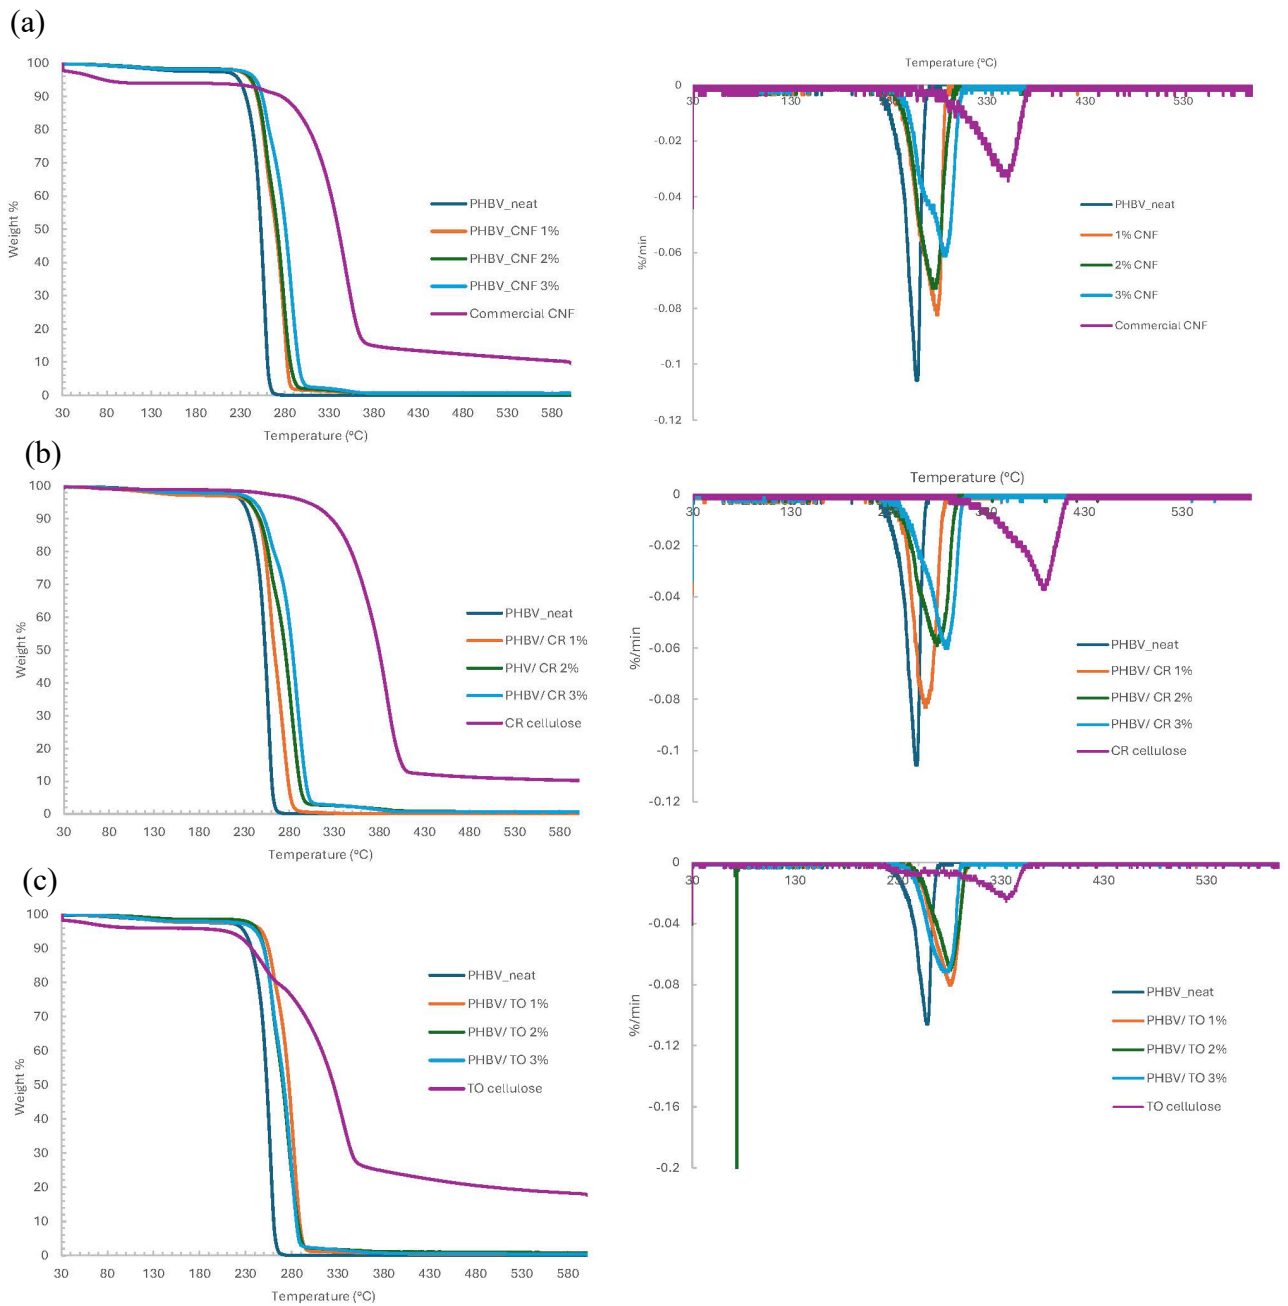 (a)
100
90
80
70
60
50
40
30
20
10
0
Weight %
30 80 130 180 230 280 330 380 430 480 530 580
Temperature (ºC)
PHBV_neat
PHBV_CNF 1%
PHBV_CNF 2%
PHBV_CNF 3%
Commercial CNF
Temperature (ºC)
0
-0.02
-0.04
-0.06
-0.08
-0.1
-0.12
%/min
30 130 230 330 430 530
PHBV_neat
1% CNF
2% CNF
3% CNF
Commercial CNF
(b)
100
90
80
70
60
50
40
30
20
10
0
Weight %
30 80 130 180 230 280 330 380 430 480 530 580
Temperature (ºC)
PHBV_neat
PHBV/ CR 1%
PHV/ CR 2%
PHBV/ CR 3%
CR cellulose
Temperature (ºC)
0
-0.02
-0.04
-0.06
-0.08
-0.1
-0.12
%/min
30 130 230 330 430 530
PHBV_neat
PHBV/ CR 1%
PHBV/ CR 2%
PHBV/ CR 3%
CR cellulose
(c)
100
90
80
70
60
50
40
30
20
10
0
Weight %
30 80 130 180 230 280 330 380 430 480 530 580
Temperature (ºC)
PHBV_neat
PHBV/ TO 1%
PHBV/ TO 2%
PHBV/ TO 3%
TO cellulose
0
-0.04
-0.08
-0.12
-0.16
-0.2
%/min
30 130 230 330 430 530
PHBV_neat
PHBV/ TO 1%
PHBV/ TO 2%
PHBV/ TO 3%
TO cellulose